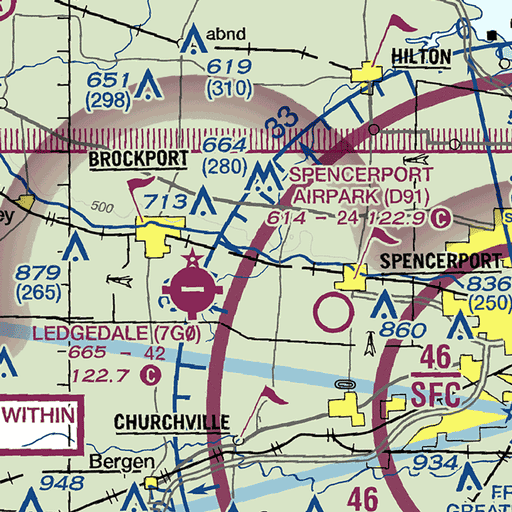 abnd
HILTON
651
(298)
619
(310)
33
BROCKPORT
664
(280)
SPENCERPORT
AIRPARK (D91)
614 - 24 122.9 C
500
713
ey
SPENCERPORT
879
(265)
836
(250)
860
LEDGEDALE (7G0)
665 - 42
122.7 C
46
SFC
WITHIN
CHURCHVILLE
Bergen
948
934
46
GREAT